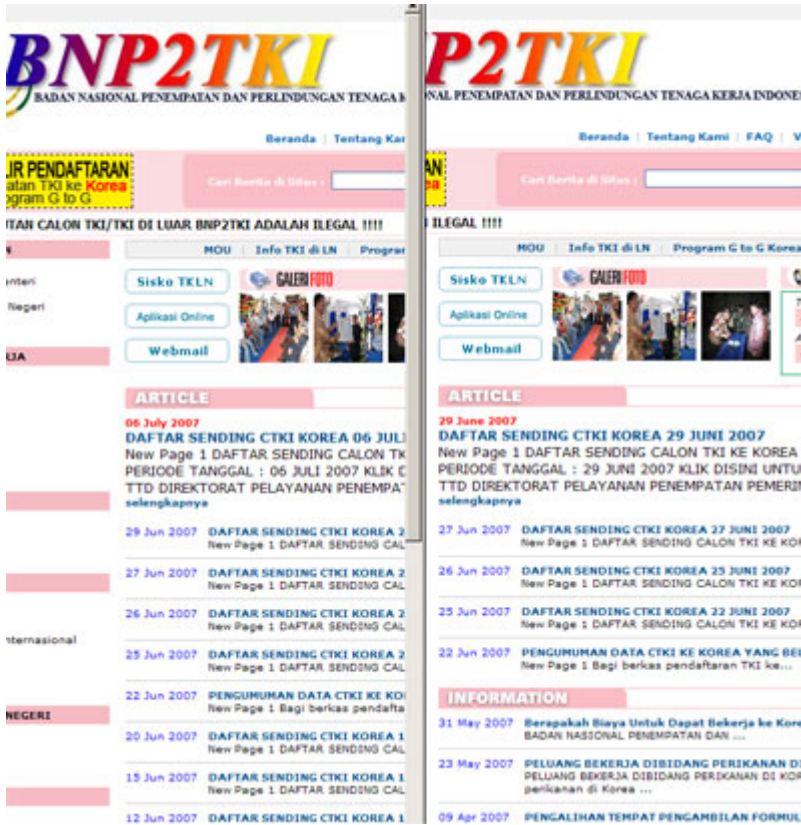 BNP2TKI
BADAN NASIONAL PENEMPATAN DAN PERLINDUNGAN TENAGA K
Beranda | Tentang Kar
IR PENDAFTARAN
atan TKI ke Korea
ogram G to G
Cari Berita di Situs :
TAN CALON TKI/TKI DI LUAR BNP2TKI ADALAH ILEGAL !!!!
MOU | Info TKI di LN | Program
enteri
Negeri
RJA
nternasional
NEGERI
Sisko TKLN
Aplikasi Online
Webmail
GALERI FOTO
ARTICLE
06 July 2007
DAFTAR SENDING CTKI KOREA 06 JUL
New Page 1 DAFTAR SENDING CALON TK
PERIODE TANGGAL : 06 JULI 2007 KLIK D
TTD DIREKTORAT PELAYANAN PENEMPAT
selengkapnya
29 Jun 2007 DAFTAR SENDING CTKI KOREA 2
New Page 1 DAFTAR SENDING CAL
27 Jun 2007 DAFTAR SENDING CTKI KOREA 2
New Page 1 DAFTAR SENDING CAL
26 Jun 2007 DAFTAR SENDING CTKI KOREA 2
New Page 1 DAFTAR SENDING CAL
25 Jun 2007 DAFTAR SENDING CTKI KOREA 2
New Page 1 DAFTAR SENDING CAL
22 Jun 2007 PENGUMUMAN DATA CTKI KE KO
New Page 1 Bagi berkas pendafta
20 Jun 2007 DAFTAR SENDING CTKI KOREA 1
New Page 1 DAFTAR SENDING CAL
15 Jun 2007 DAFTAR SENDING CTKI KOREA 1
New Page 1 DAFTAR SENDING CAL
12 Jun 2007 DAFTAR SENDING CTKI KOREA 1
P2TKI
NAL PENEMPATAN DAN PERLINDUNGAN TENAGA KERJA INDONE
Beranda | Tentang Kami | FAQ | V
AN
ea
Cari Berita di Situs :
ILEGAL !!!!
MOU | Info TKI di LN | Program G to G Korea
Sisko TKLN
Aplikasi Online
Webmail
GALERI FOTO
ARTICLE
29 June 2007
DAFTAR SENDING CTKI KOREA 29 JUNI 2007
New Page 1 DAFTAR SENDING CALON TKI KE KOREA
PERIODE TANGGAL : 29 JUNI 2007 KLIK DISINI UNTU
TTD DIREKTORAT PELAYANAN PENEMPATAN PEMERIN
selengkapnya
27 Jun 2007 DAFTAR SENDING CTKI KOREA 27 JUNI 2007
New Page 1 DAFTAR SENDING CALON TKI KE KOR
26 Jun 2007 DAFTAR SENDING CTKI KOREA 25 JUNI 2007
New Page 1 DAFTAR SENDING CALON TKI KE KOR
25 Jun 2007 DAFTAR SENDING CTKI KOREA 22 JUNI 2007
New Page 1 DAFTAR SENDING CALON TKI KE KOR
22 Jun 2007 PENGUMUMAN DATA CTKI KE KOREA YANG BEL
New Page 1 Bagi berkas pendaftaran TKI ke...
INFORMATION
31 May 2007 Berapakah Biaya Untuk Dapat Bekerja ke Kore
BADAN NASIONAL PENEMPATAN DAN ...
23 May 2007 PELUANG BEKERJA DIBIDANG PERIKANAN DI
PELUANG BEKERJA DIBIDANG PERIKANAN DI KOR
perikanan di Korea ...
09 Apr 2007 PENGALIHAN TEMPAT PENGAMBILAN FORMUL